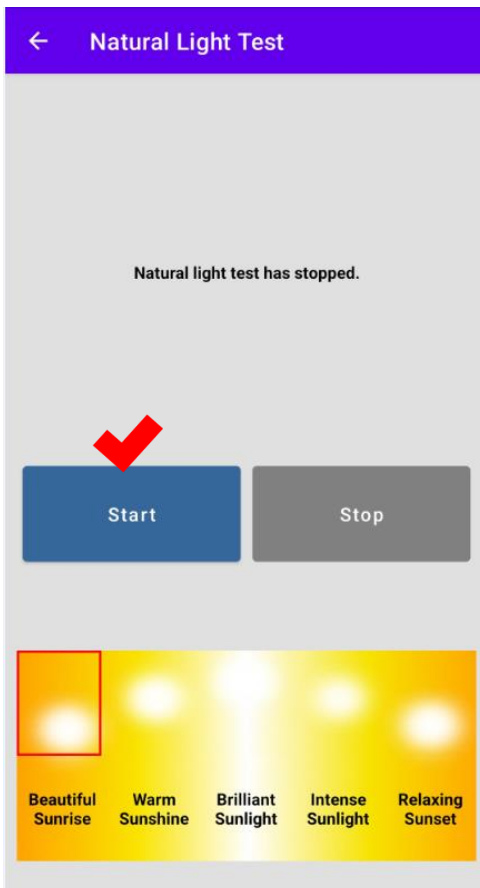 Natural Light Test
Natural light test has stopped.
Start
Stop
Beautiful Sunrise
Warm Sunshine
Brilliant Sunlight
Intense Sunlight
Relaxing Sunset